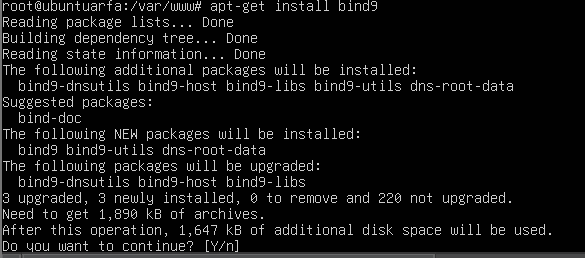 root@ubuntuarfa:/var/www# apt-get install bind9
Reading package lists... Done
Building dependency tree... Done
Reading state information... Done
The following additional packages will be installed:
  bind9-dnsutils bind9-host bind9-libs bind9-utils dns-root-data
Suggested packages:
  bind-doc
The following NEW packages will be installed:
  bind9 bind9-utils dns-root-data
The following packages will be upgraded:
  bind9-dnsutils bind9-host bind9-libs
3 upgraded, 3 newly installed, 0 to remove and 220 not upgraded.
Need to get 1,890 kB of archives.
After this operation, 1,647 kB of additional disk space will be used.
Do you want to continue? [Y/n]